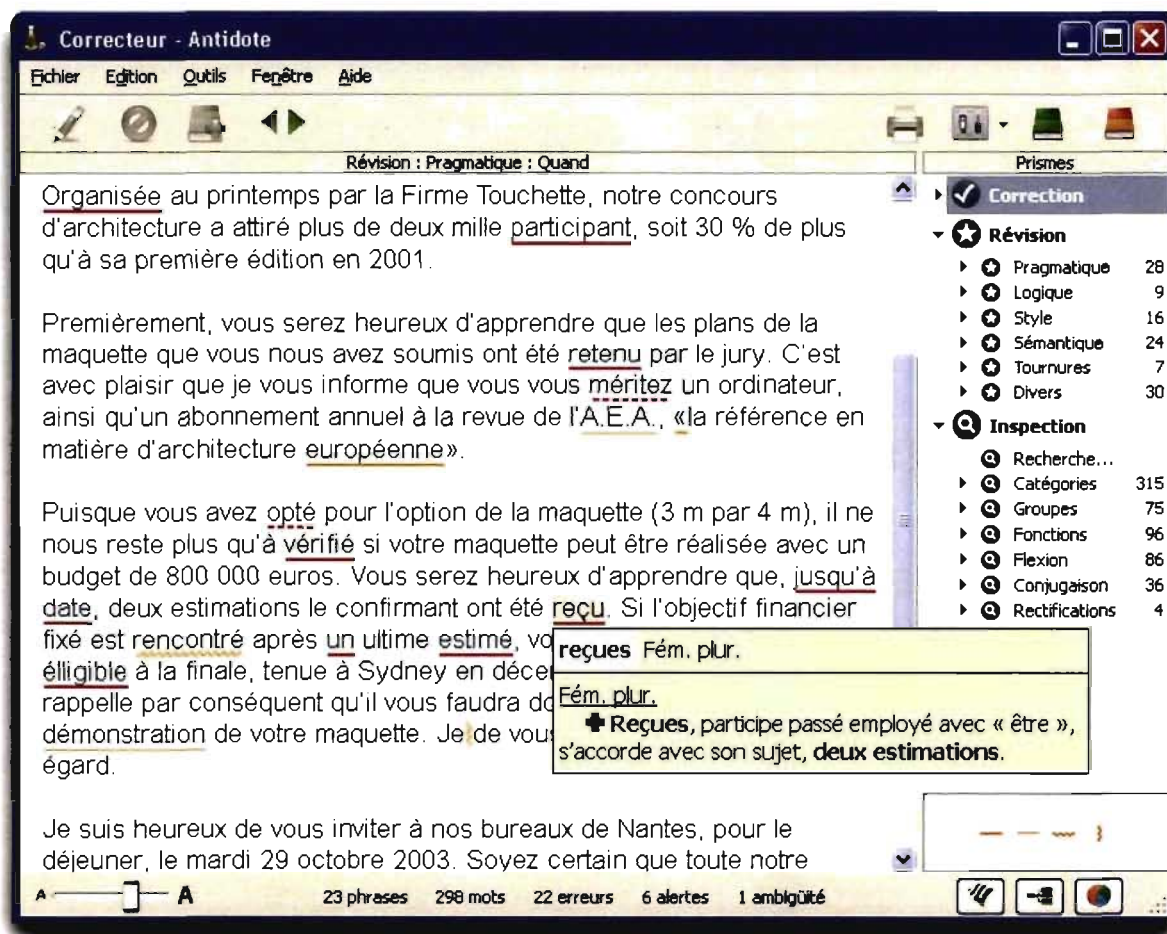 Correcteur - Antidote
Fichier Edition Outils Fenêtre Aide
Révision : Pragmatique : Quand
Prismes
Organisée au printemps par la Firme Touchette, notre concours
d'architecture a attiré plus de deux mille participant, soit 30 % de plus
qu'à sa première édition en 2001.
Premièrement, vous serez heureux d'apprendre que les plans de la
maquette que vous nous avez soumis ont été retenu par le jury. C'est
avec plaisir que je vous informe que vous vous méritez un ordinateur,
ainsi qu'un abonnement annuel à la revue de l'A.E.A., «la référence en
matière d'architecture européenne».
Puisque vous avez opté pour l'option de la maquette (3 m par 4 m), il ne
nous reste plus qu'à vérifié si votre maquette peut être réalisée avec un
budget de 800 000 euros. Vous serez heureux d'apprendre que, jusqu'à
date, deux estimations le confirmant ont été reçu. Si l'objectif financier
fixé est rencontré après un ultime estimé, vo
élligible à la finale, tenue à Sydney en décem
rappelle par conséquent qu'il vous faudra do
démonstration de votre maquette. Je de vous
égard.
reçues Fém. plur.
Fém. plur.
✚ Reçues, participe passé employé avec « être »,
s'accorde avec son sujet, deux estimations.
Je suis heureux de vous inviter à nos bureaux de Nantes, pour le
déjeuner, le mardi 29 octobre 2003. Soyez certain que toute notre
Correction
Révision
Pragmatique 28
Logique 9
Style 16
Sémantique 24
Tournures 7
Divers 30
Inspection
Recherche...
Catégories 315
Groupes 75
Fonctions 96
Flexion 86
Conjugaison 36
Rectifications 4
A A 23 phrases 298 mots 22 erreurs 6 alertes 1 ambigüité